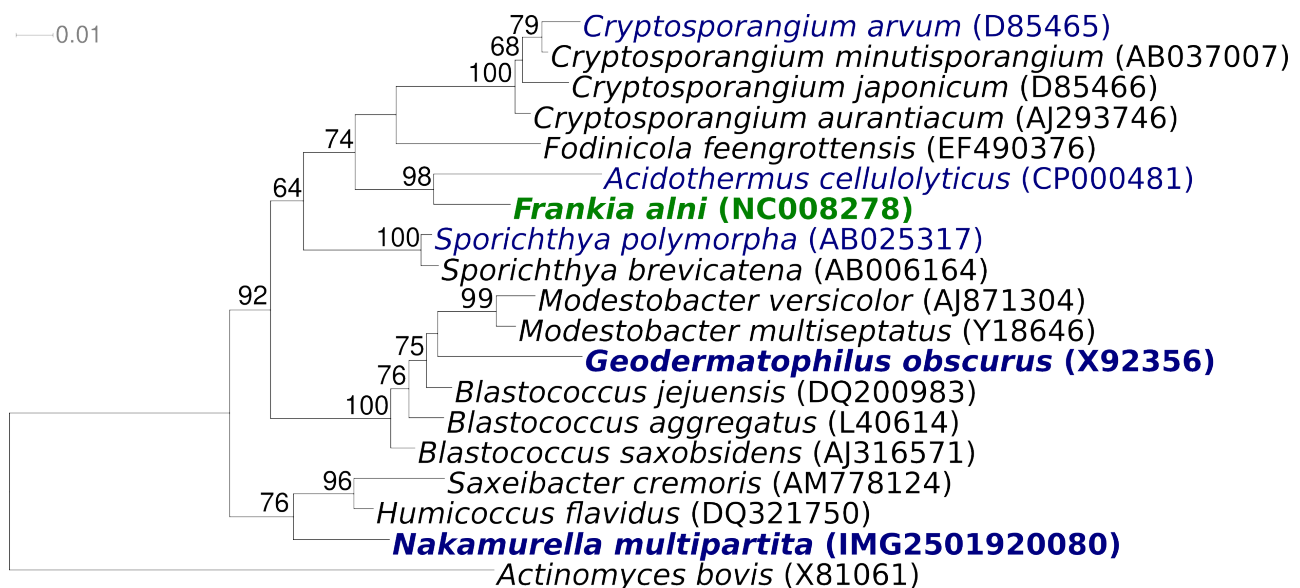 0.01
79 Cryptosporangium arvum (D85465)
68 Cryptosporangium minutisporangium (AB037007)
100 Cryptosporangium japonicum (D85466)
Cryptosporangium aurantiacum (AJ293746)
74 Fodinicola feengrottensis (EF490376)
98 Acidothermus cellulolyticus (CP000481)
64
Frankia alni (NC008278)
100 Sporichthya polymorpha (AB025317)
Sporichthya brevicatena (AB006164)
92 99 Modestobacter versicolor (AJ871304)
Modestobacter multiseptatus (Y18646)
75 Geodermatophilus obscurus (X92356)
76 Blastococcus jejuensis (DQ200983)
100 Blastococcus aggregatus (L40614)
Blastococcus saxobsidens (AJ316571)
96 Saxeibacter cremoris (AM778124)
76 Humicoccus flavidus (DQ321750)
Nakamurella multipartita (IMG2501920080)
Actinomyces bovis (X81061)